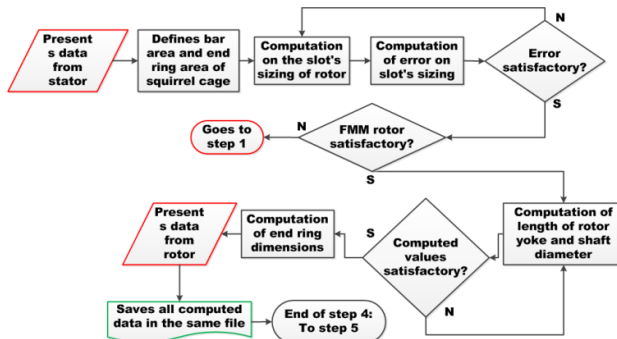 N
Present
s data
from
stator
Defines bar
area and end
ring area of
squirrel cage
Computation
on the slot's
sizing of rotor
Computation
of error on
slot's sizing
Error
satisfactory?
S
N
Goes to
step 1
FMM rotor
satisfactory?
S
Present
s data
from
rotor
Computation
of end ring
dimensions
S
Computed
values
satisfactory?
Computation of
length of rotor
yoke and shaft
diameter
N
Saves all computed
data in the same file
End of step 4:
To step 5